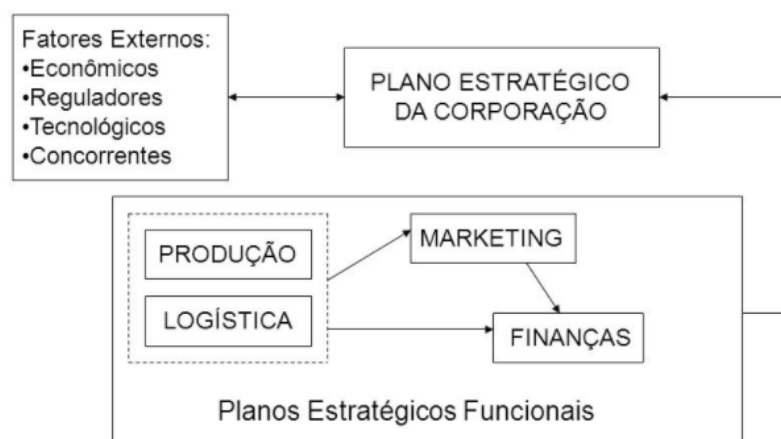 Fatores Externos:
•Econômicos
•Reguladores
•Tecnológicos
•Concorrentes
PLANO ESTRATÉGICO
DA CORPORAÇÃO
PRODUÇÃO
LOGÍSTICA
MARKETING
FINANÇAS
Planos Estratégicos Funcionais